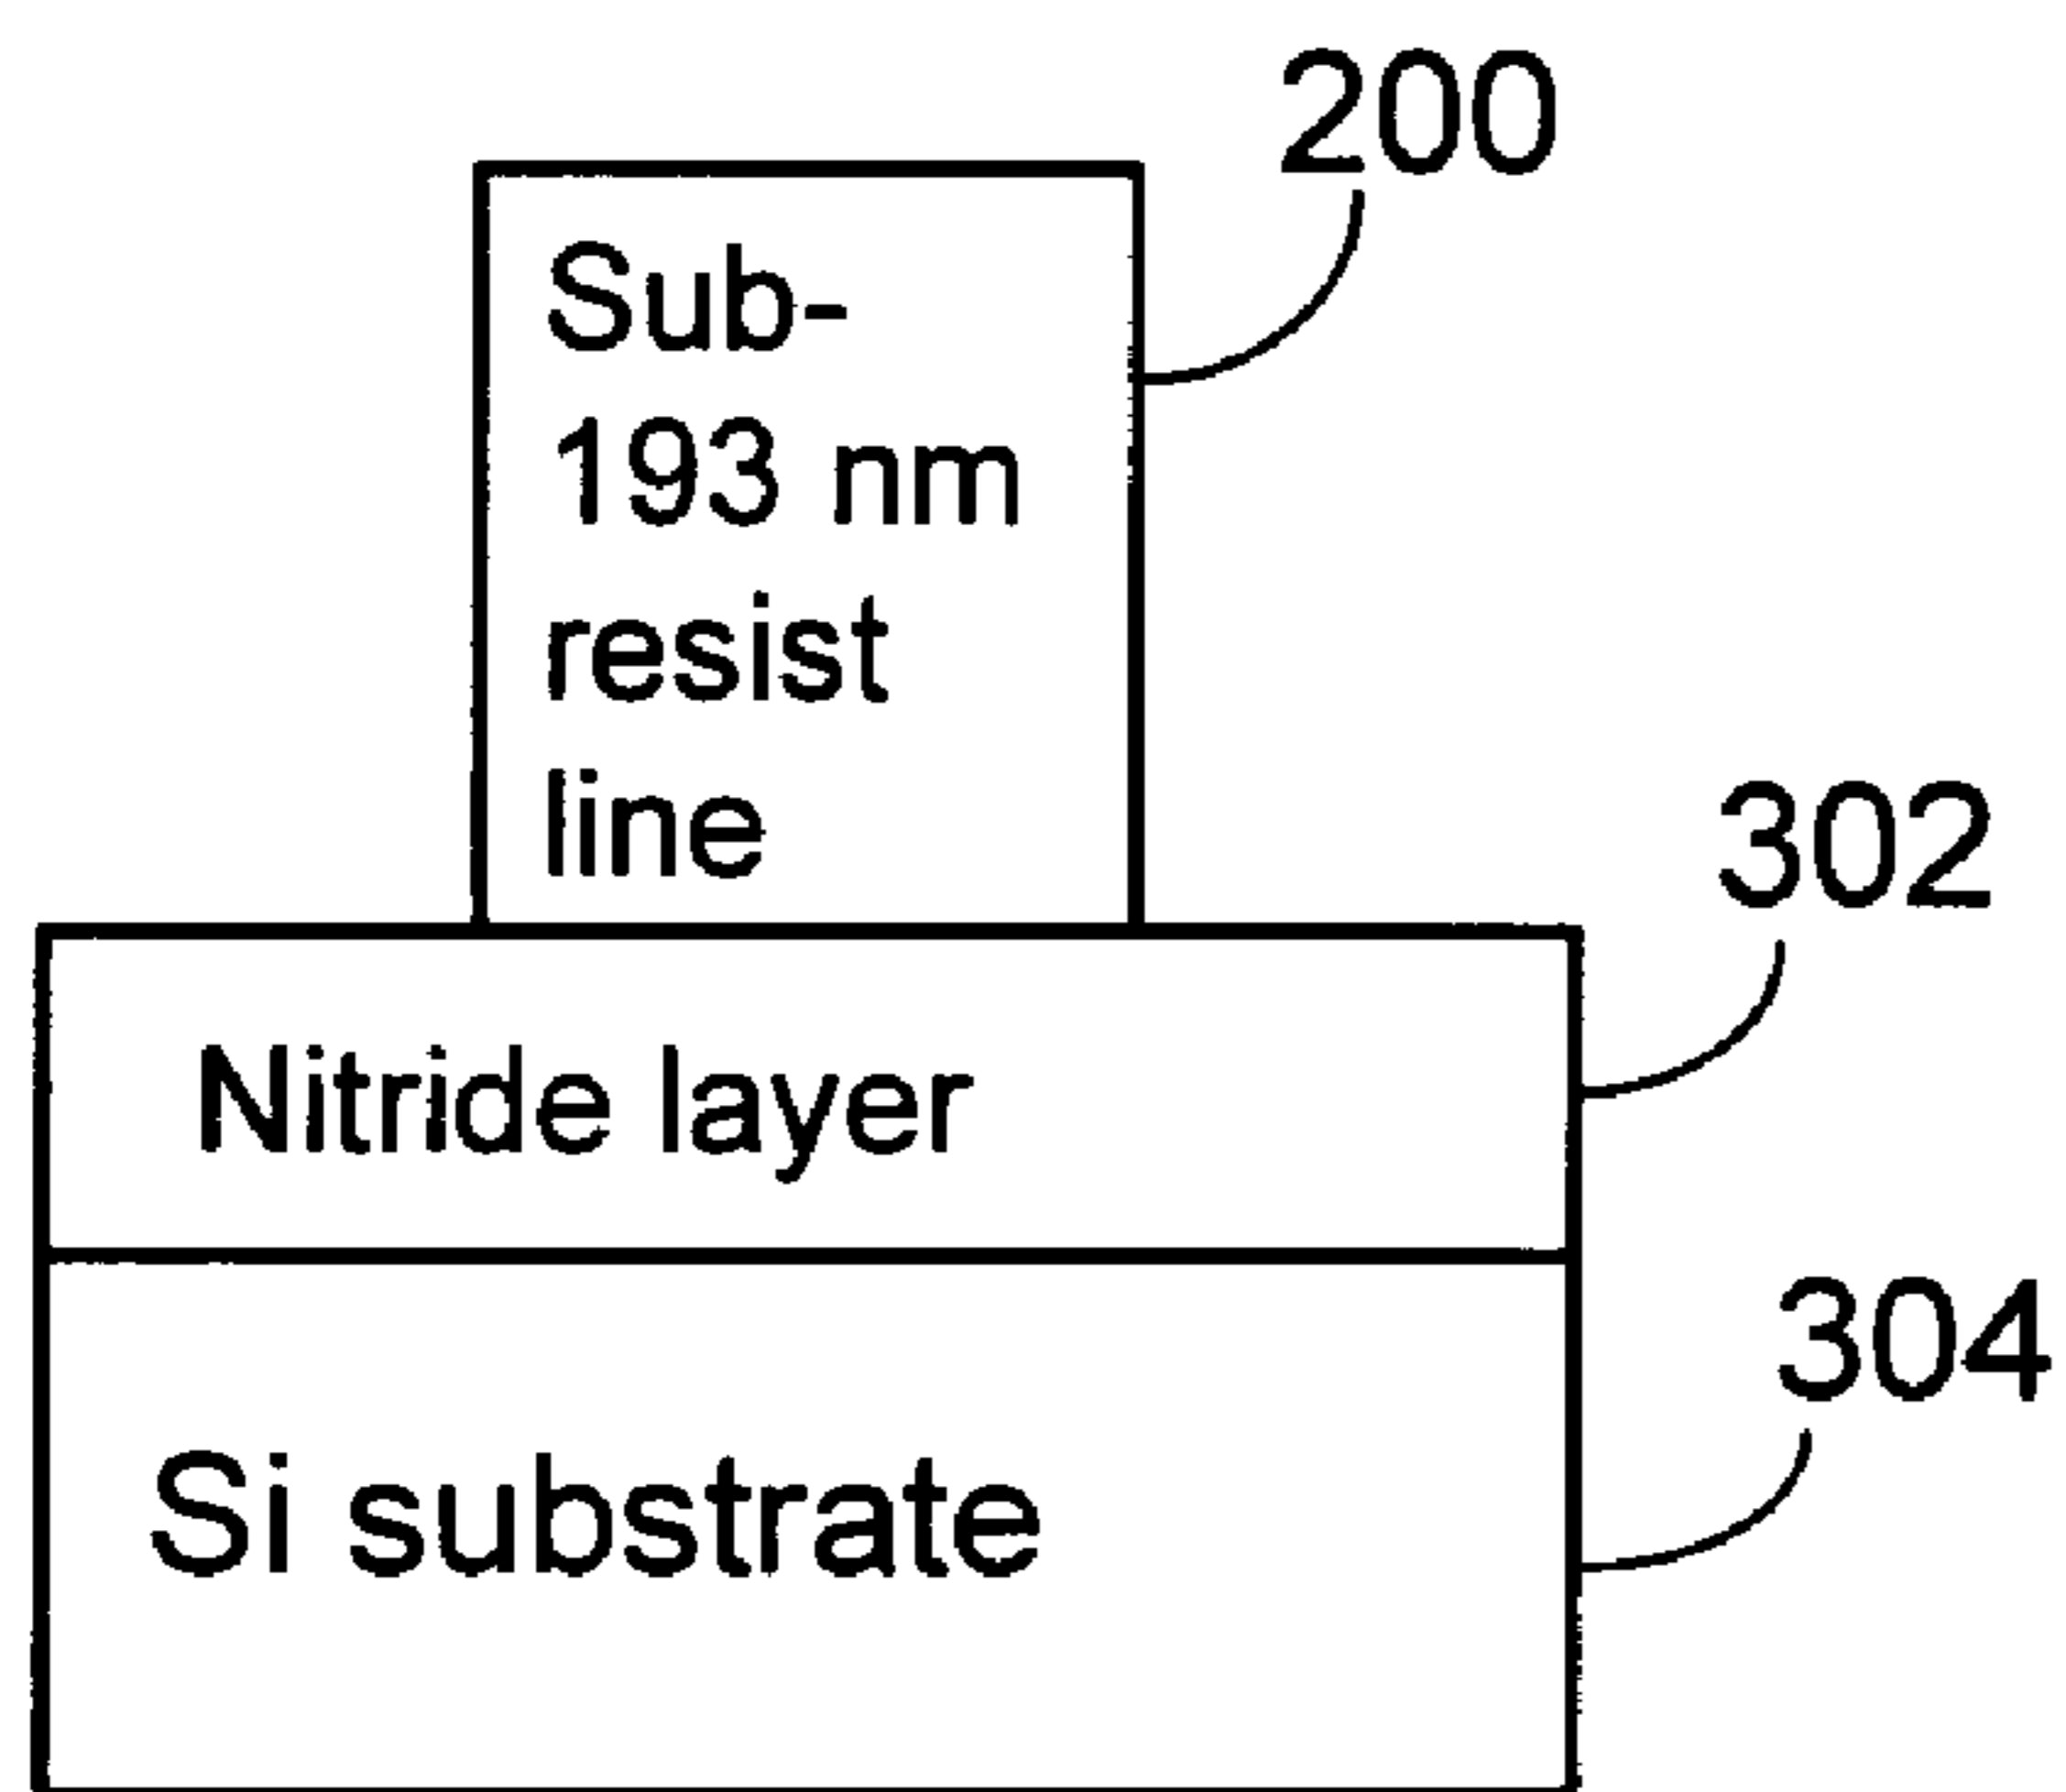 200
Sub-
193 nm
resist
line
302
Nitride layer
304
Si substrate